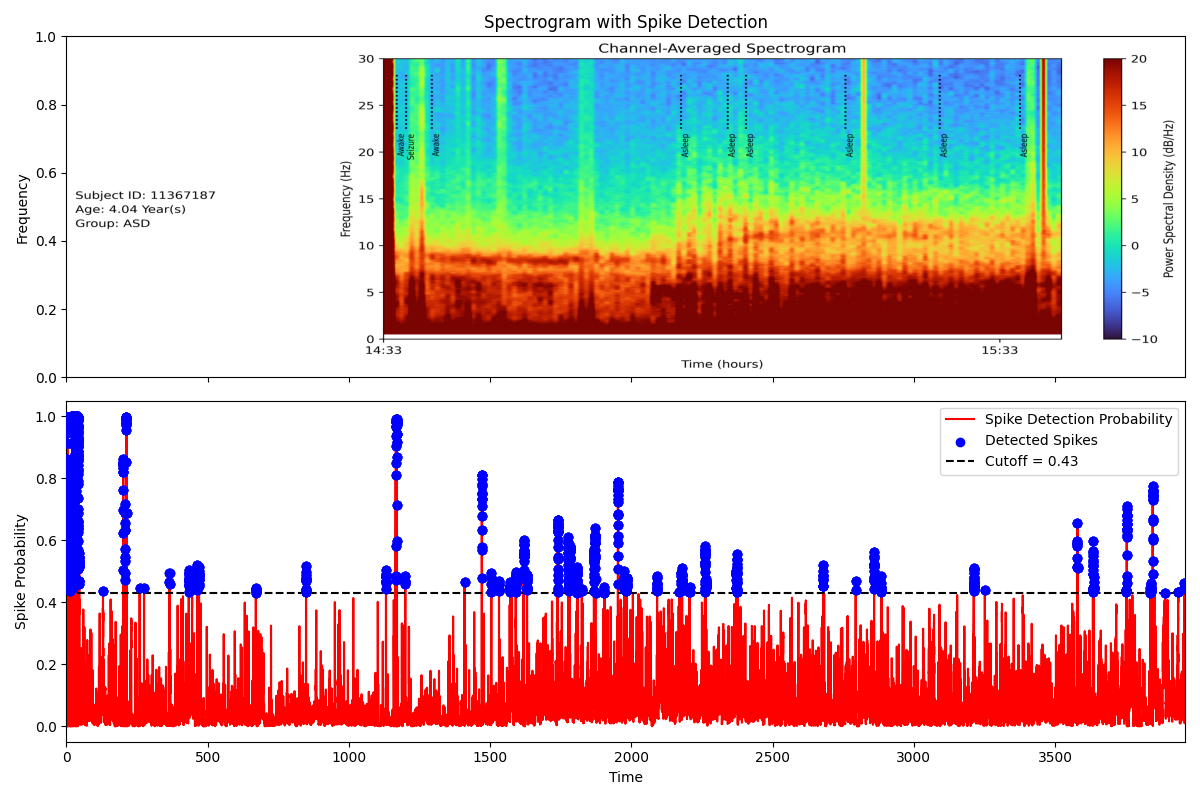 Spectrogram with Spike Detection
Channel-Averaged Spectrogram
1.0
0.8
0.6
0.4
0.2
0.0
Frequency
Subject ID: 11367187
Age: 4.04 Year(s)
Group: ASD
30
25
20
15
10
5
0
Frequency (Hz)
Awake
Seizure
Awake
Asleep
Asleep
Asleep
Asleep
Asleep
Asleep
14:33
15:33
Time (hours)
20
15
10
5
0
−5
−10
Power Spectral Density (dB/Hz)
1.0
0.8
0.6
0.4
0.2
0.0
Spike Probability
Spike Detection Probability
Detected Spikes
Cutoff = 0.43
0
500
1000
1500
2000
2500
3000
3500
Time